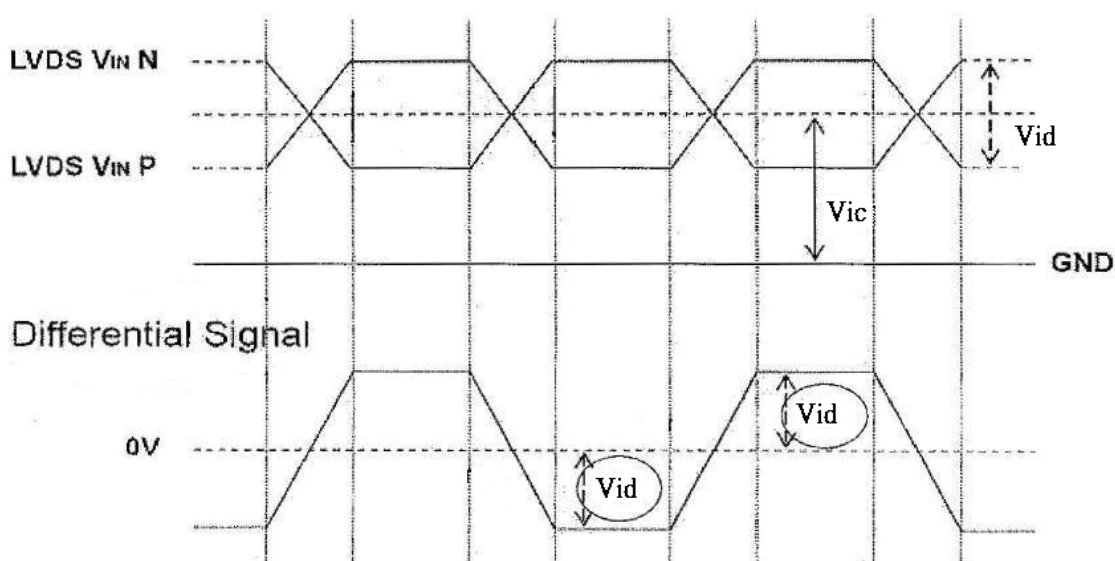 LVDS VIN N
Vid
LVDS VIN P
Vic
GND
Differential Signal
Vid
0V
Vid